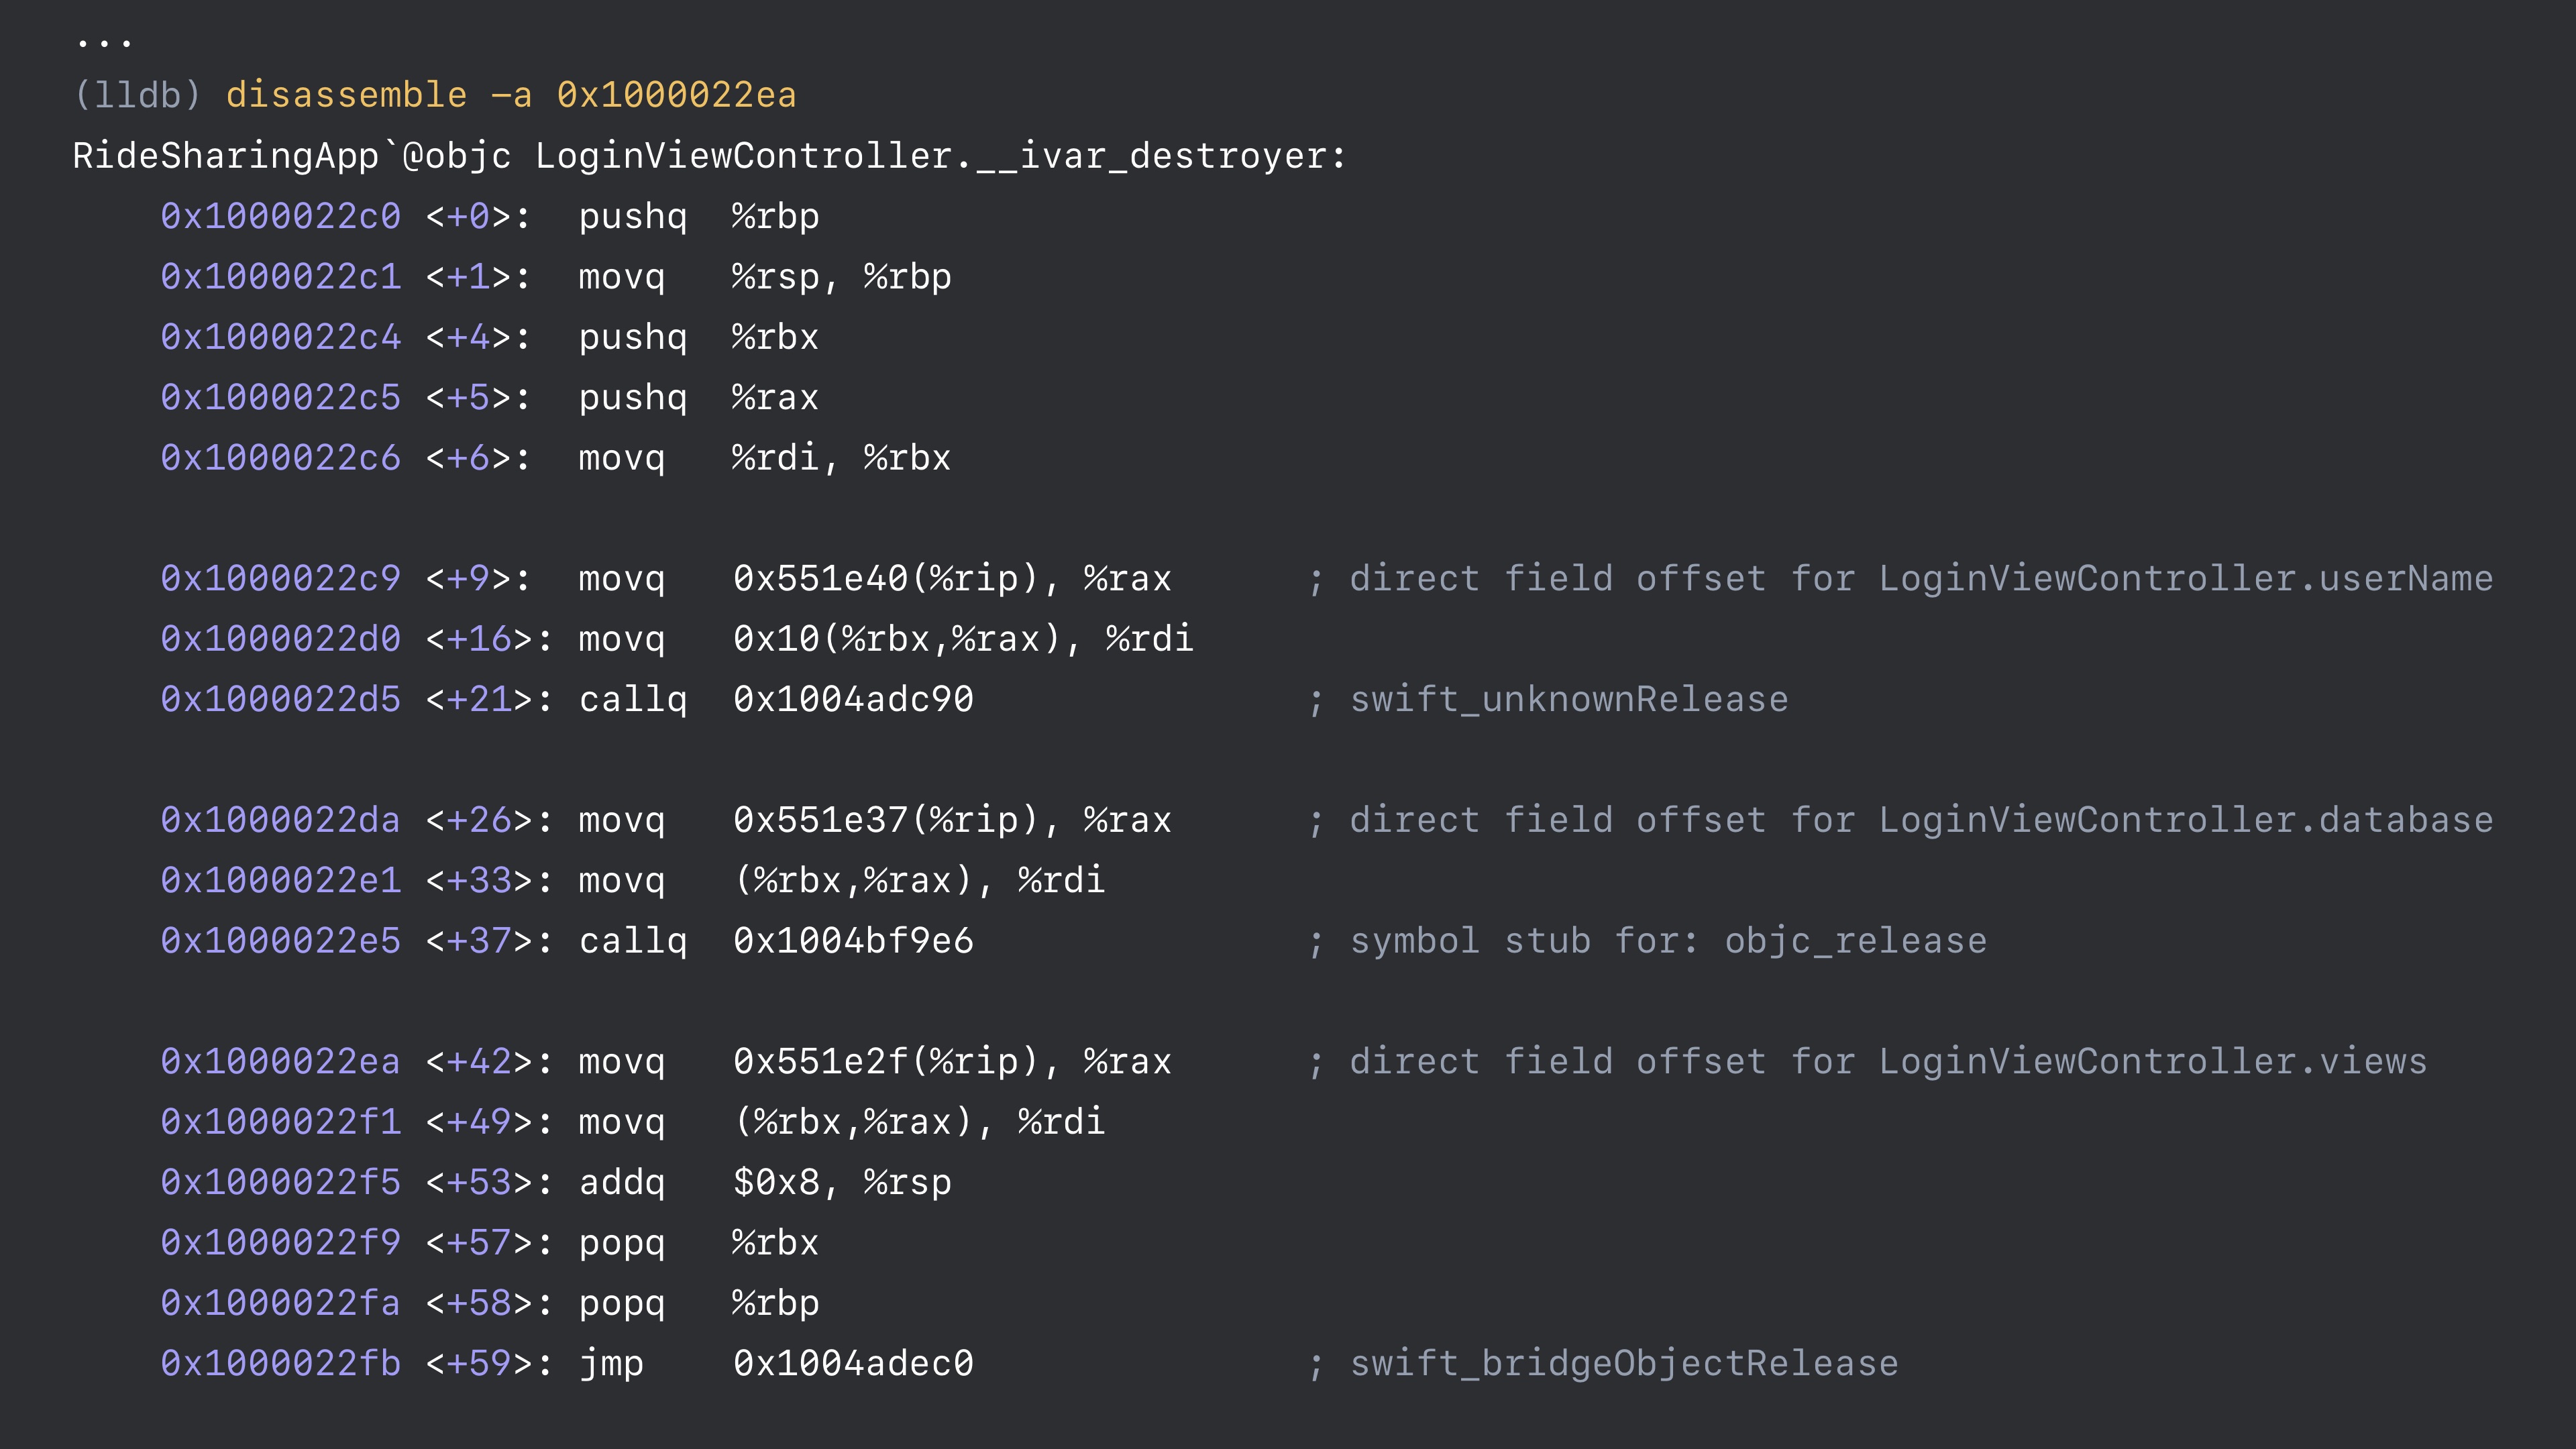 ...
(lldb) disassemble —a 0x1000022ea
RideSharingApp`@objc LoginViewController.__ivar_destroyer:
0x1000022c0 <+0>: pushq %rbp
0x1000022c1 <+1>: movq %rsp, %rbp
0x1000022c4 <+4>: pushq %rbx
0x1000022c5 <+5>: pushq %rax
0x1000022c6 <+6>: movq %rdi, %rbx
0x1000022c9 <+9>: movq 0x551e40(%rip), %rax ; direct field offset for LoginViewController.userName
0x1000022d0 <+16>: movq 0x10(%rbx,%rax), %rdi
0x1000022d5 <+21>: callq 0x1004adc90 ; swift_unknownRelease
0x1000022da <+26>: movq 0x551e37(%rip), %rax ; direct field offset for LoginViewController.database
0x1000022e1 <+33>: movq (%rbx,%rax), %rdi
0x1000022e5 <+37>: callq 0x1004bf9e6 ; symbol stub for: objc_release
0x1000022ea <+42>: movq 0x551e2f(%rip), %rax ; direct field offset for LoginViewController.views
0x1000022f1 <+49>: movq (%rbx,%rax), %rdi
0x1000022f5 <+53>: addq $0x8, %rsp
0x1000022f9 <+57>: popq %rbx
0x1000022fa <+58>: popq %rbp
0x1000022fb <+59>: jmp 0x1004adec0 ; swift_bridgeObjectRelease